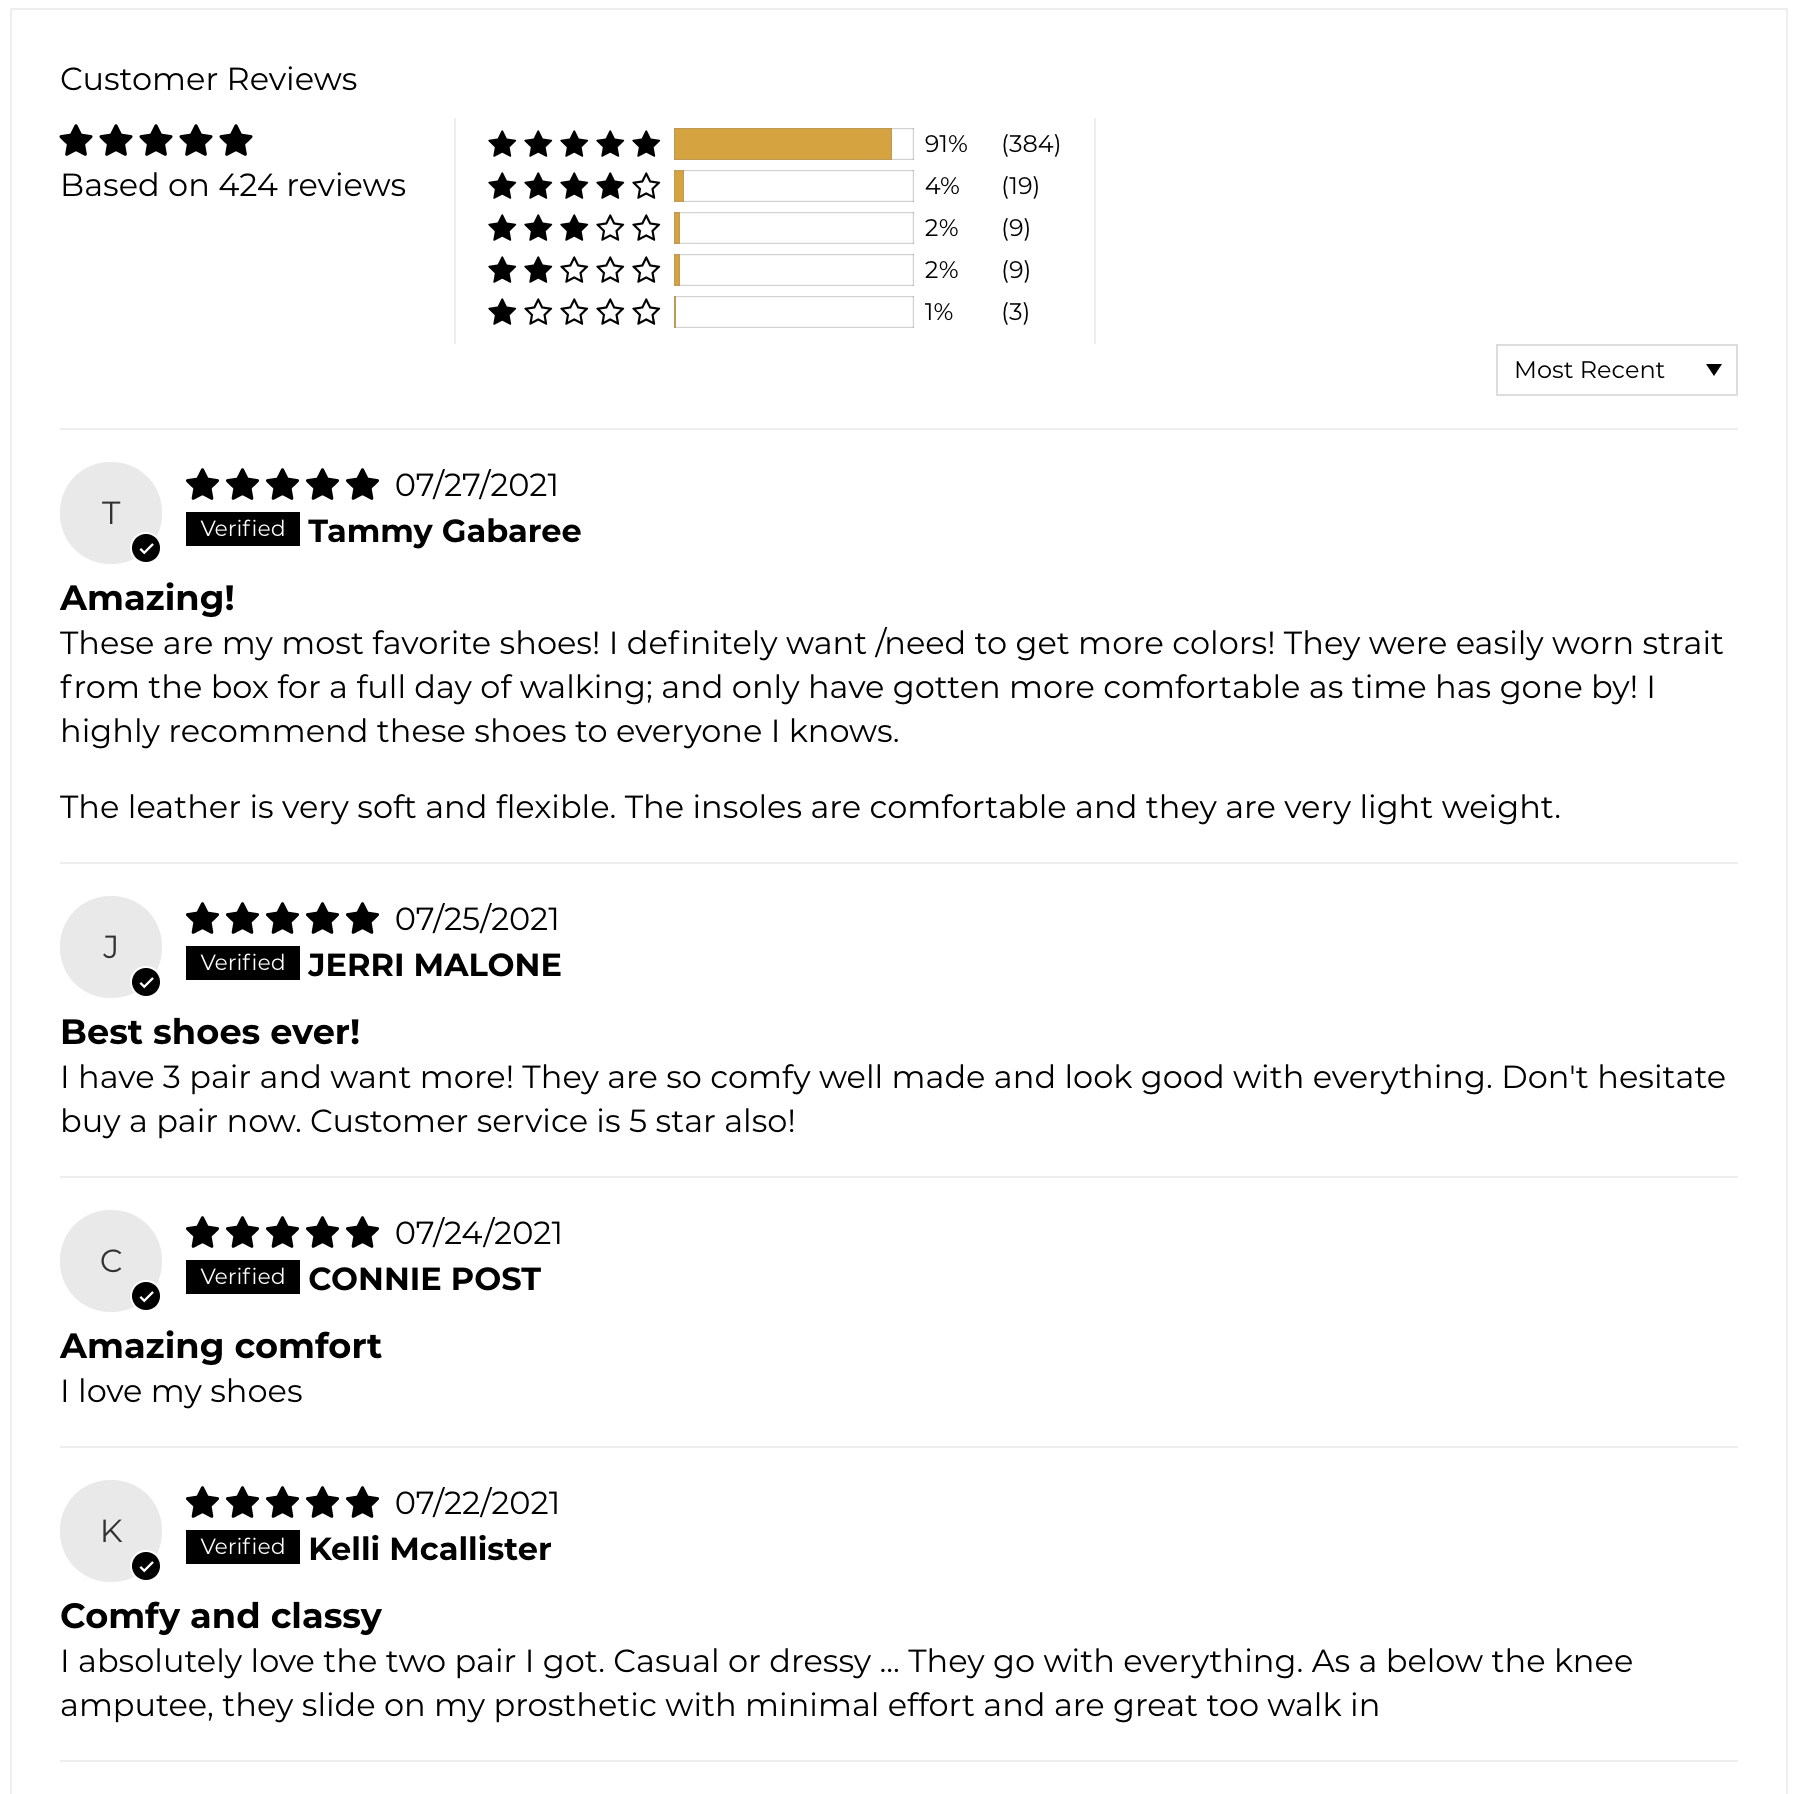 Customer Reviews
Based on 424 reviews
91% (384)
4% (19)
2% (9)
2% (9)
1% (3)
Most Recent
T
07/27/2021
Verified Tammy Gabaree
Amazing!
These are my most favorite shoes! I definitely want /need to get more colors! They were easily worn strait
from the box for a full day of walking; and only have gotten more comfortable as time has gone by! I
highly recommend these shoes to everyone I knows.
The leather is very soft and flexible. The insoles are comfortable and they are very light weight.
J
07/25/2021
Verified JERRI MALONE
Best shoes ever!
I have 3 pair and want more! They are so comfy well made and look good with everything. Don't hesitate
buy a pair now. Customer service is 5 star also!
C
07/24/2021
Verified CONNIE POST
Amazing comfort
I love my shoes
K
07/22/2021
Verified Kelli Mcallister
Comfy and classy
I absolutely love the two pair I got. Casual or dressy ... They go with everything. As a below the knee
amputee, they slide on my prosthetic with minimal effort and are great too walk in